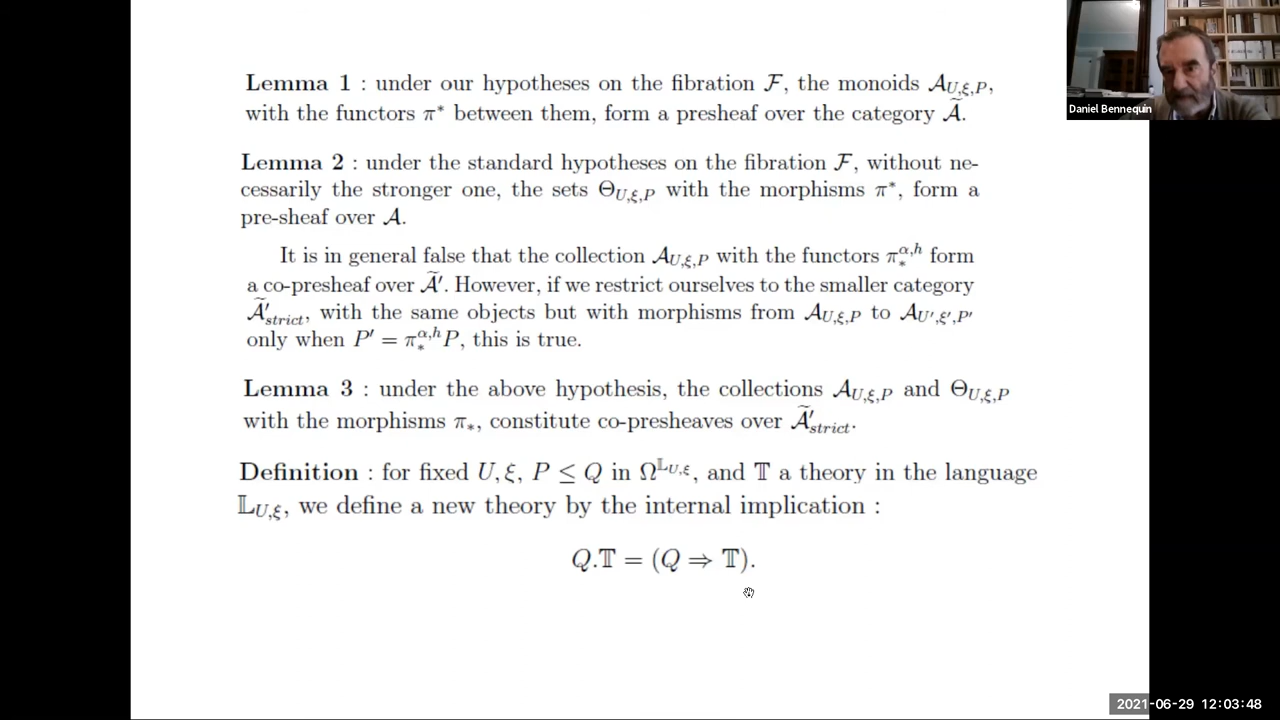 Lemma 1 : under our hypotheses on the fibration ℱ, the monoids 𝒜_{U,ξ,P},
with the functors π* between them, form a presheaf over the category 𝒜̃.
Lemma 2 : under the standard hypotheses on the fibration ℱ, without ne-
cessarily the stronger one, the sets Θ_{U,ξ,P} with the morphisms π*, form a
pre-sheaf over 𝒜.
It is in general false that the collection 𝒜_{U,ξ,P} with the functors π_*^{α,h} form
a co-presheaf over 𝒜̃′. However, if we restrict ourselves to the smaller category
𝒜̃′_{strict}, with the same objects but with morphisms from 𝒜_{U,ξ,P} to 𝒜_{U′,ξ′,P′}
only when P′ = π_*^{α,h}P, this is true.
Lemma 3 : under the above hypothesis, the collections 𝒜_{U,ξ,P} and Θ_{U,ξ,P}
with the morphisms π_*, constitute co-presheaves over 𝒜̃′_{strict}.
Definition : for fixed U, ξ, P ≤ Q in Ω^{𝕃_{U,ξ}}, and 𝕋 a theory in the language
𝕃_{U,ξ}, we define a new theory by the internal implication :
Q.𝕋 = (Q ⇒ 𝕋).
Daniel Bennequin
2021-06-29 12:03:48